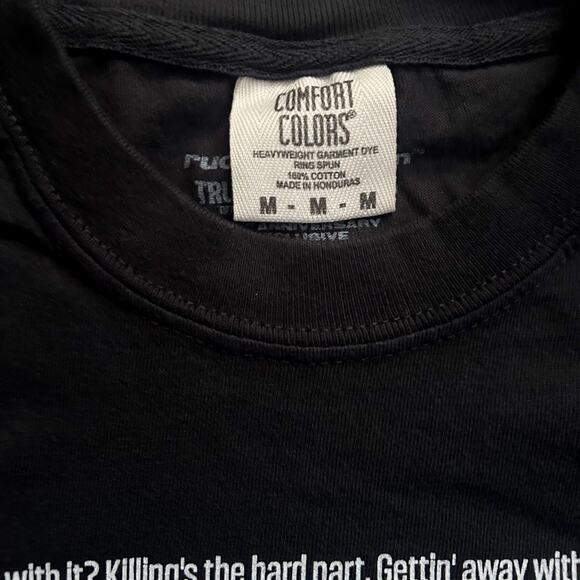 COMFORT
COLORS®
HEAVYWEIGHT GARMENT DYE
RING SPUN
100% COTTON
MADE IN HONDURAS
M - M - M
ANNIVERSARY
with it? Killing's the hard part. Gettin' away with